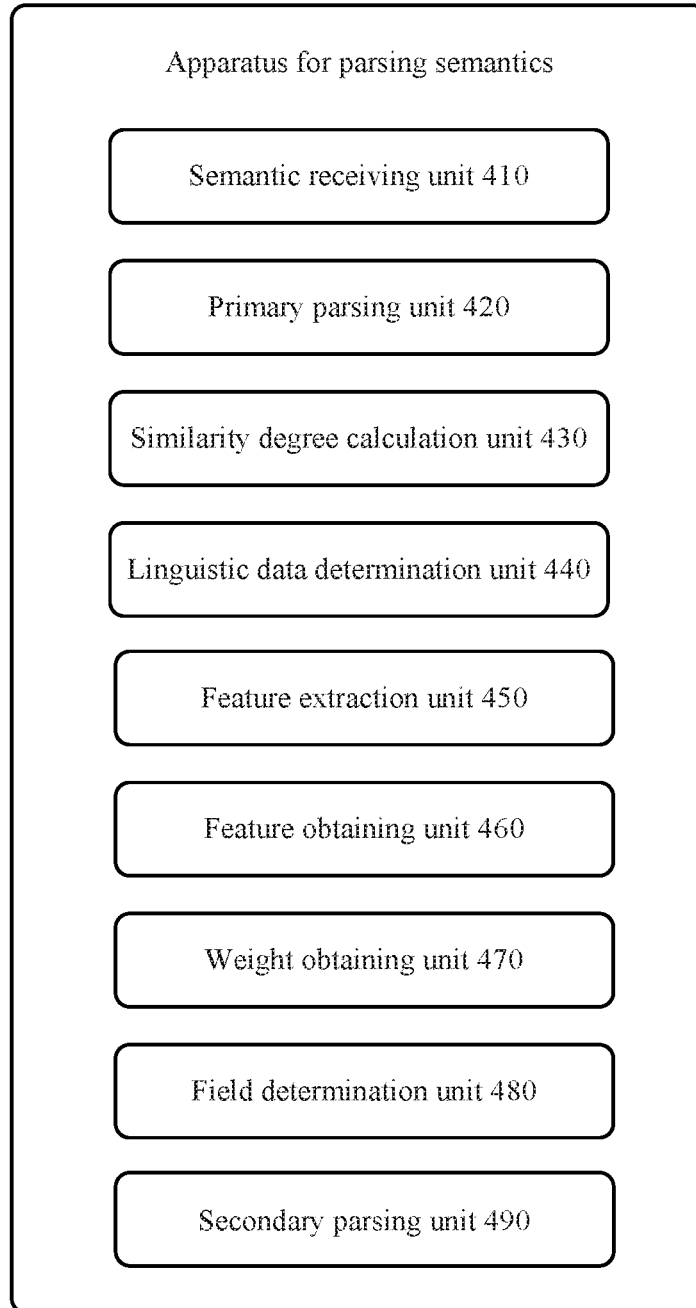 Apparatus for parsing semantics
Semantic receiving unit 410
Primary parsing unit 420
Similarity degree calculation unit 430
Linguistic data determination unit 440
Feature extraction unit 450
Feature obtaining unit 460
Weight obtaining unit 470
Field determination unit 480
Secondary parsing unit 490